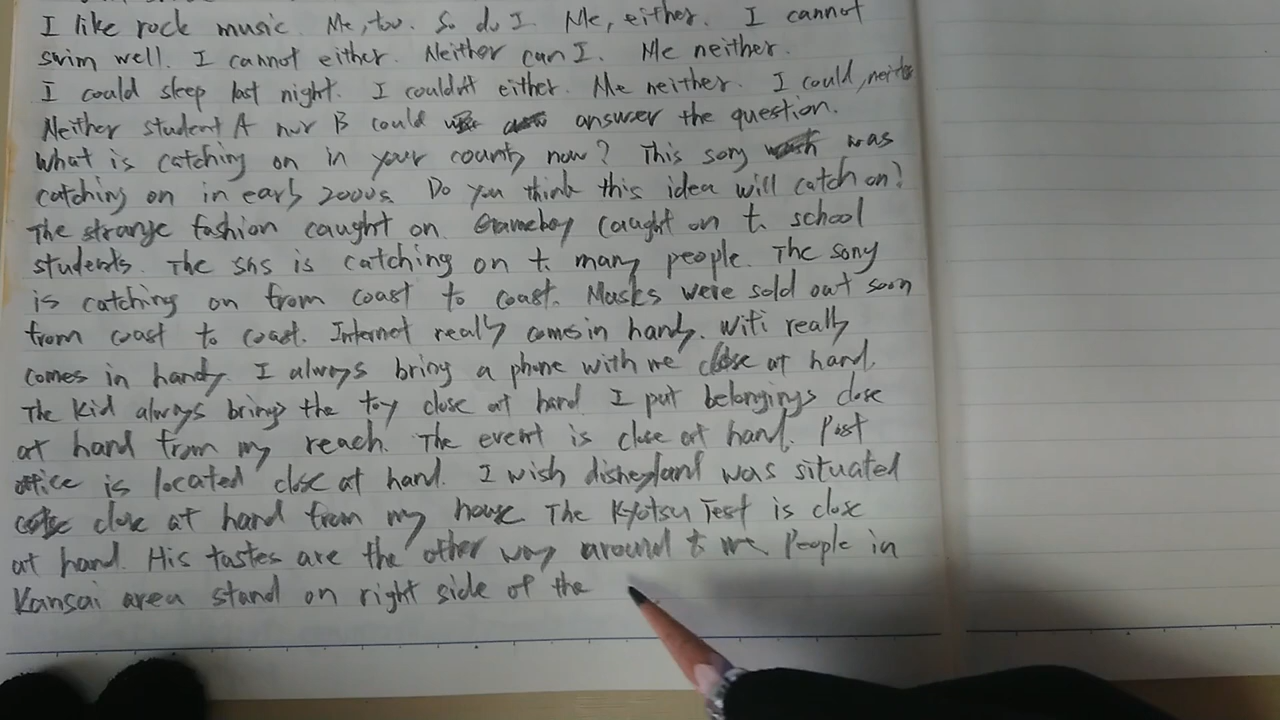 I like rock music. Me, too. So do I. Me, either. I cannot
swim well. I cannot either. Neither can I. Me neither.
I could sleep last night. I couldn't either. Me neither. I could, neither
Neither student A nor B could answer the question.
What is catching on in your county now? This song was
catching on in early 2000s. Do you think this idea will catch on?
The strange fashion caught on. Gameboy caught on to school
students. The sns is catching on to many people. The song
is catching on from coast to coast. Masks were sold out soon
from coast to coast. Internet really comes in handy. Wifi really
comes in handy. I always bring a phone with me close at hand.
The kid always brings the toy close at hand. I put belongings close
at hand from my reach. The event is close at hand. Post
office is located close at hand. I wish disneyland was situated
close at hand from my house. The Kyotsu Test is close
at hand. His tastes are the other way around to me. People in
Kansai area stand on right side of the